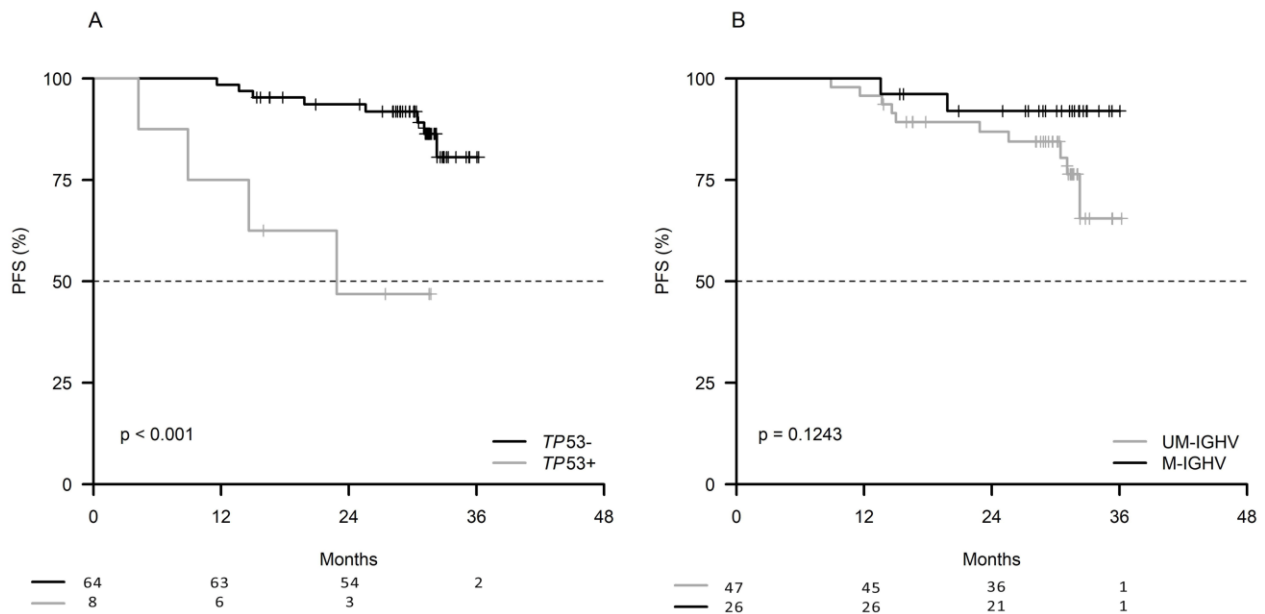 A
PFS (%)
100
75
50
25
0
p < 0.001
TP53-
TP53+
0 12 24 36 48
Months
64 63 54 2
8 6 3
B
PFS (%)
100
75
50
25
0
p = 0.1243
UM-IGHV
M-IGHV
0 12 24 36 48
Months
47 45 36 1
26 26 21 1